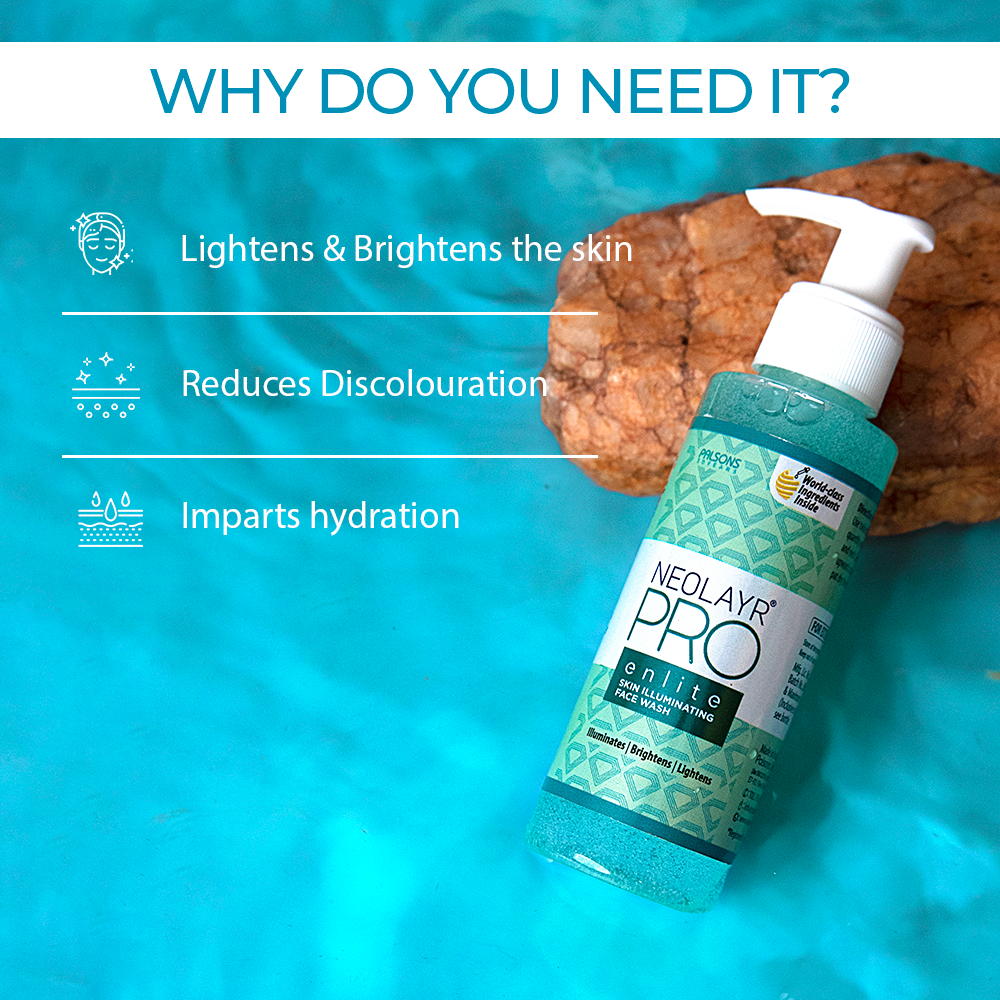 WHY DO YOU NEED IT?
Lightens & Brightens the skin
Reduces Discolouration
Imparts hydration
PALSONS
DERMA
World-class
Ingredients
Inside
NEOLAYR®
PRO
enlite
SKIN ILLUMINATING
FACE WASH
Illuminates | Brightens | Lightens